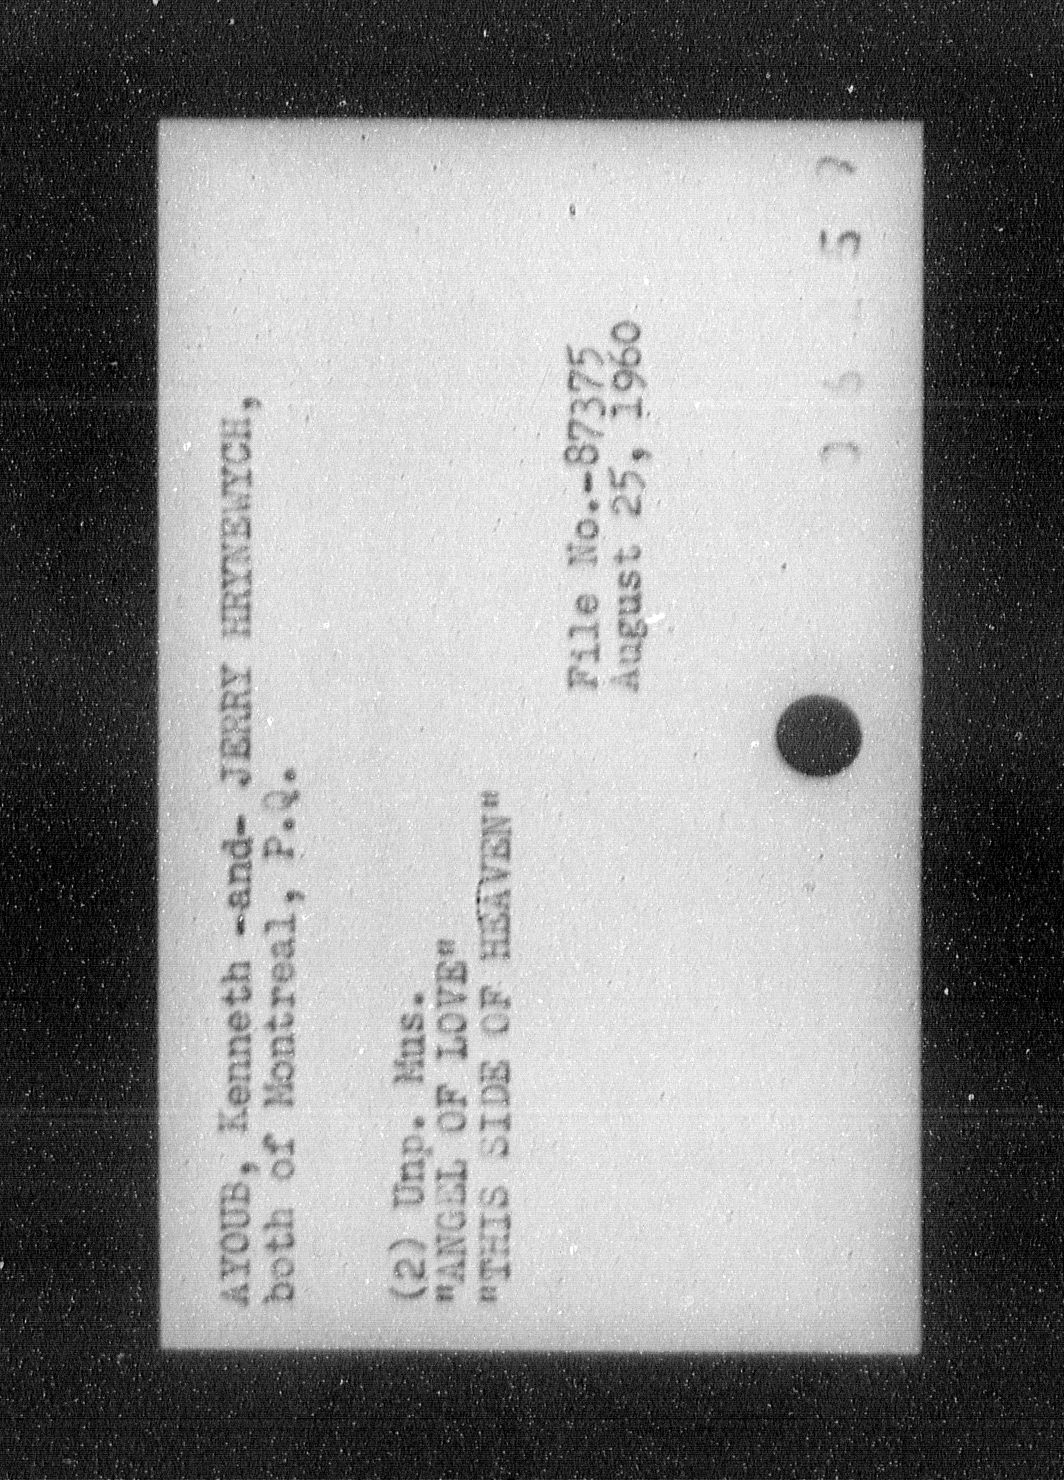 AYOUB, Kenneth -and- JERRY HRYNEWYCH,
both of Montreal, P.Q.
(2) Unp. Mus.
"ANGEL OF LOVE"
"THIS SIDE OF HEAVEN"
File No.-87375
August 25, 1960